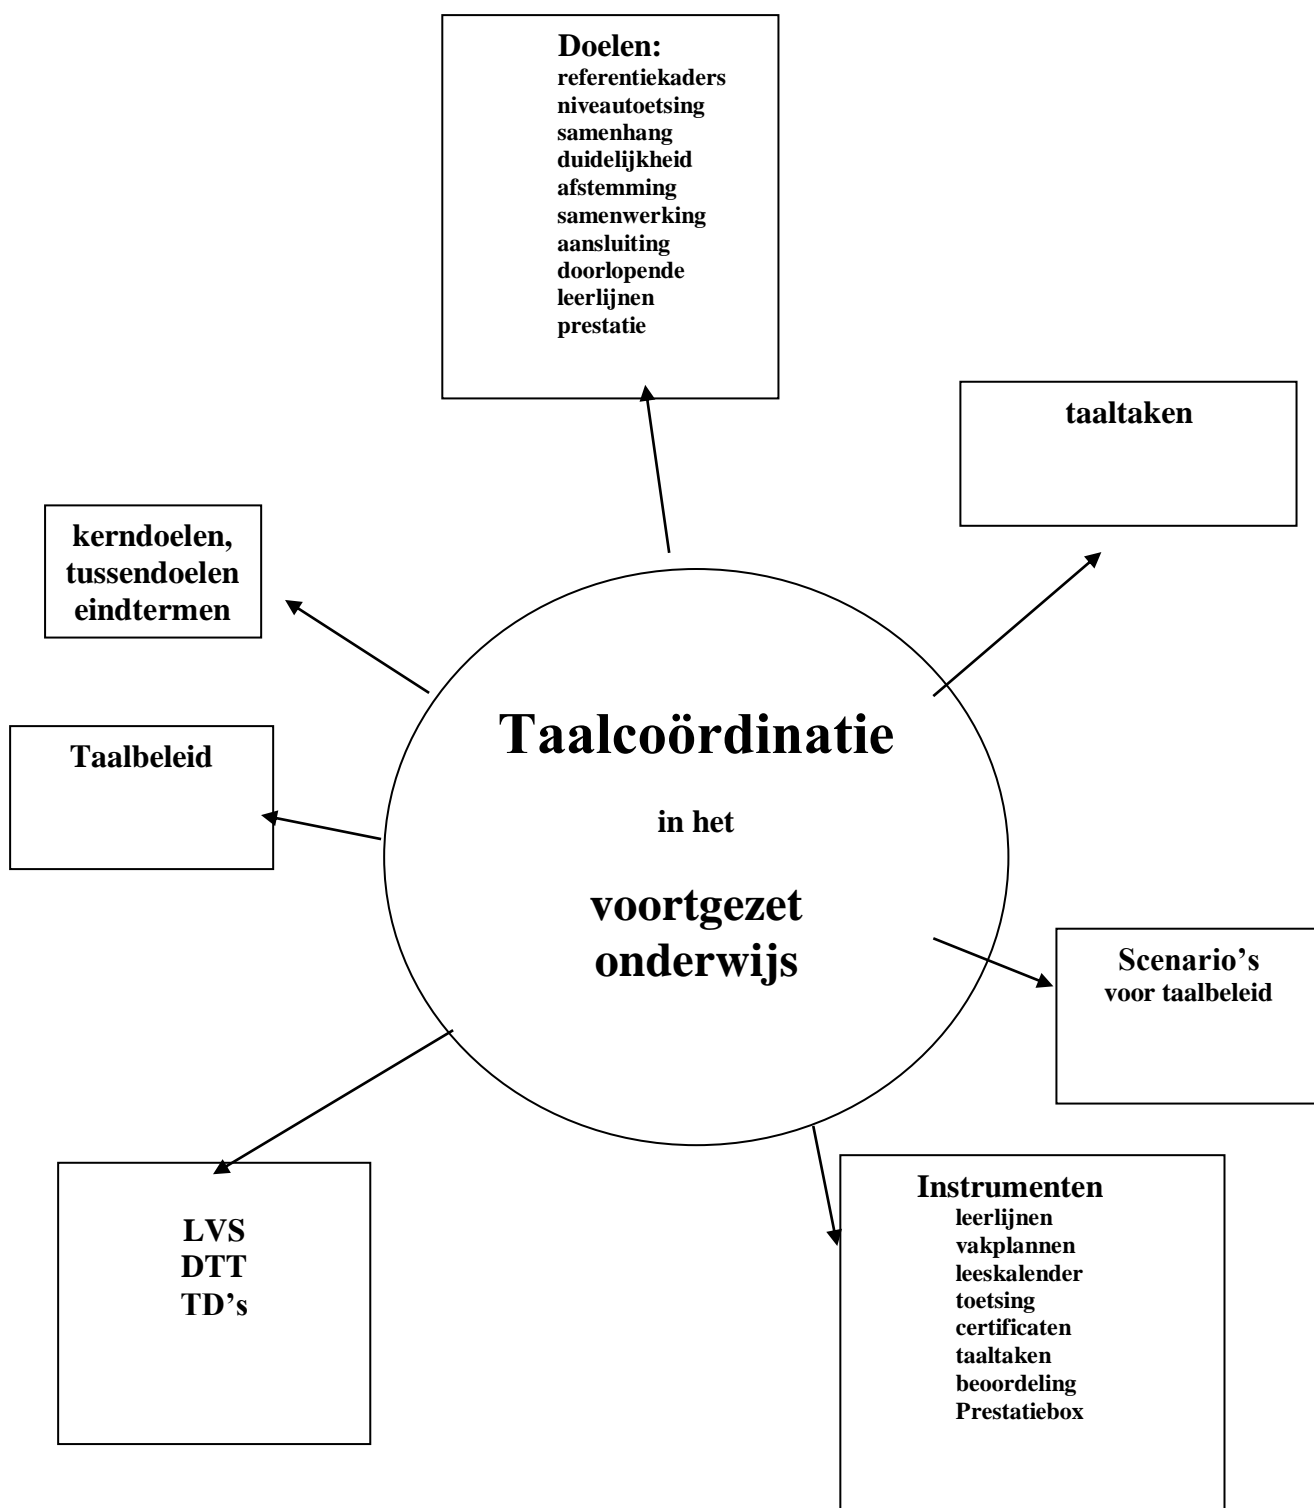 Doelen:
referentiekaders
niveautoetsing
samenhang
duidelijkheid
afstemming
samenwerking
aansluiting
doorlopende
leerlijnen
prestatie
taaltaken
kerndoelen,
tussendoelen
eindtermen
Taalcoördinatie
in het
voortgezet
onderwijs
Taalbeleid
Scenario’s
voor taalbeleid
LVS
DTT
TD’s
Instrumenten
leerlijnen
vakplannen
leeskalender
toetsing
certificaten
taaltaken
beoordeling
Prestatiebox